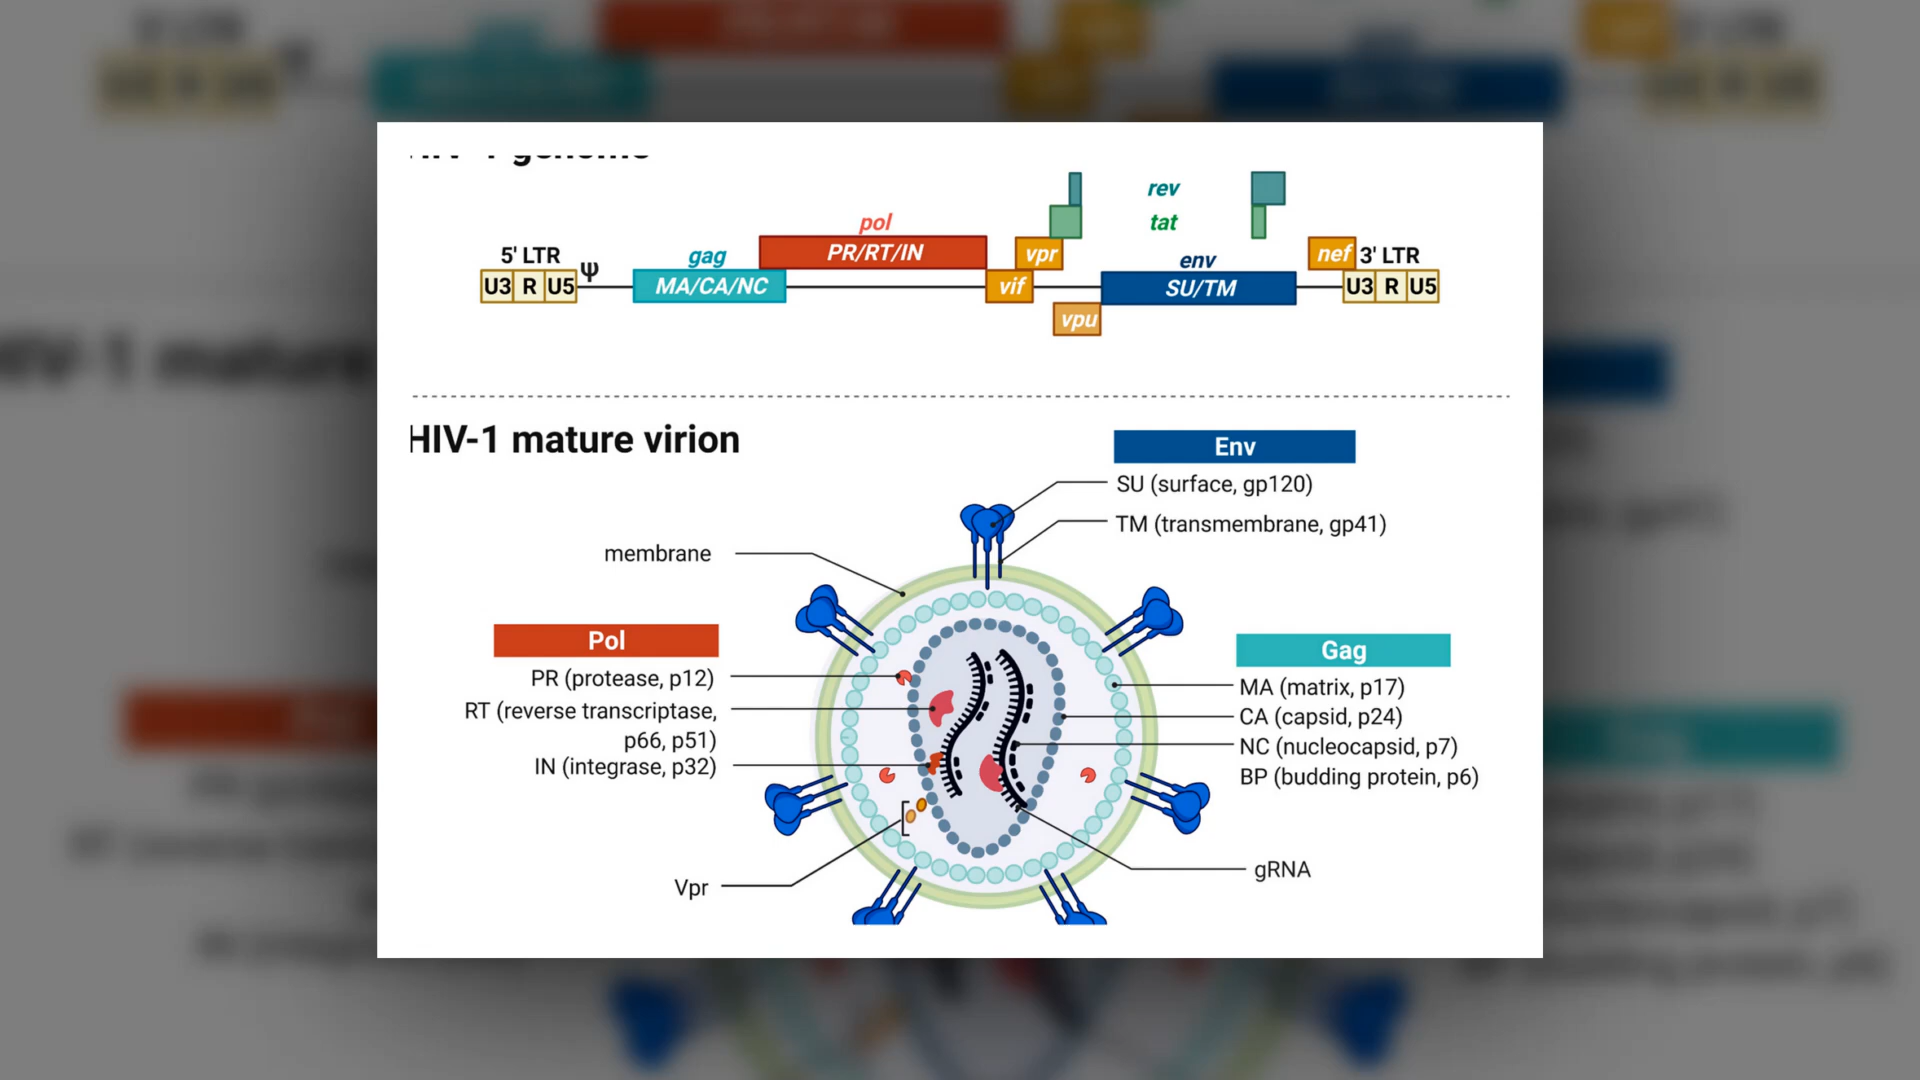 rev
pol
tat
5' LTR
ψ
gag
PR/RT/IN
vpr
env
nef
3' LTR
U3 R U5
MA/CA/NC
vif
SU/TM
U3 R U5
vpu
HIV-1 mature virion
Env
SU (surface, gp120)
TM (transmembrane, gp41)
membrane
Pol
PR (protease, p12)
RT (reverse transcriptase,
p66, p51)
IN (integrase, p32)
Gag
MA (matrix, p17)
CA (capsid, p24)
NC (nucleocapsid, p7)
BP (budding protein, p6)
Vpr
gRNA